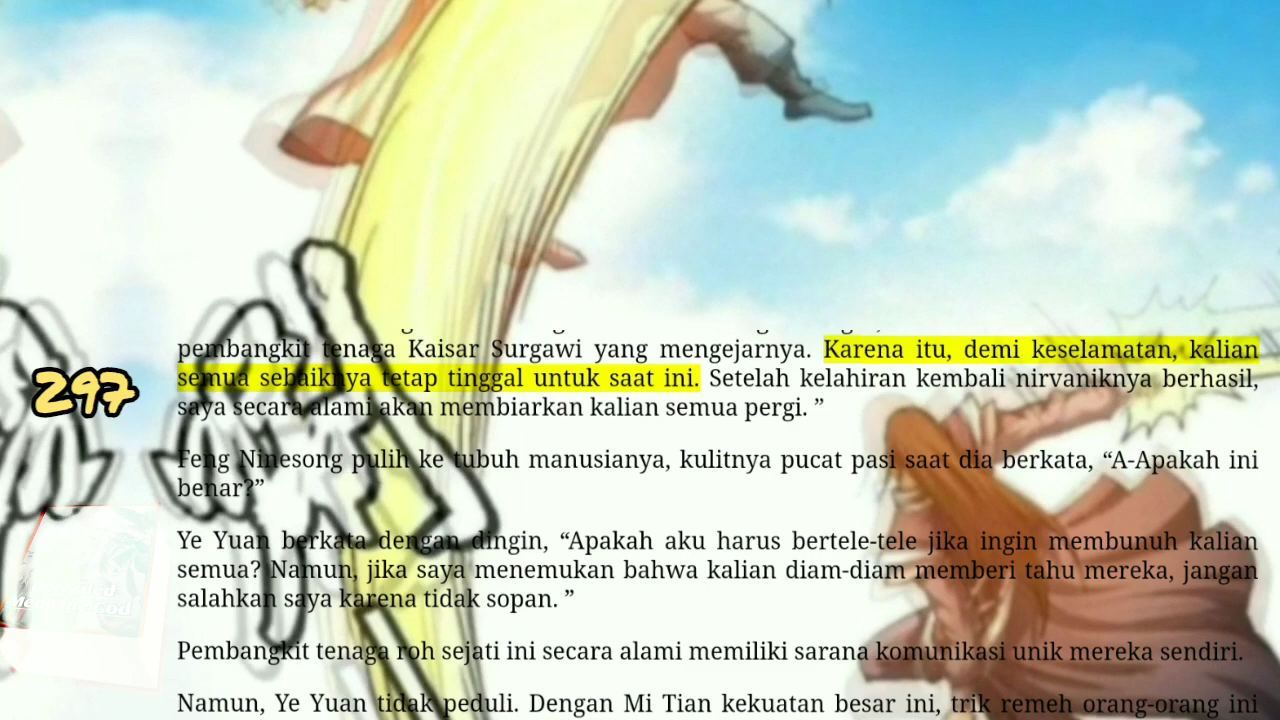 pembangkit tenaga Kaisar Surgawi yang mengejarnya. Karena itu, demi keselamatan, kalian
semua sebaiknya tetap tinggal untuk saat ini. Setelah kelahiran kembali nirvaniknya berhasil,
saya secara alami akan membiarkan kalian semua pergi. ”
297
Feng Ninesong pulih ke tubuh manusianya, kulitnya pucat pasi saat dia berkata, “A-Apakah ini
benar?”
Ye Yuan berkata dengan dingin, “Apakah aku harus bertele-tele jika ingin membunuh kalian
semua? Namun, jika saya menemukan bahwa kalian diam-diam memberi tahu mereka, jangan
salahkan saya karena tidak sopan. ”
Pembangkit tenaga roh sejati ini secara alami memiliki sarana komunikasi unik mereka sendiri.
Namun, Ye Yuan tidak peduli. Dengan Mi Tian kekuatan besar ini, trik remeh orang-orang ini